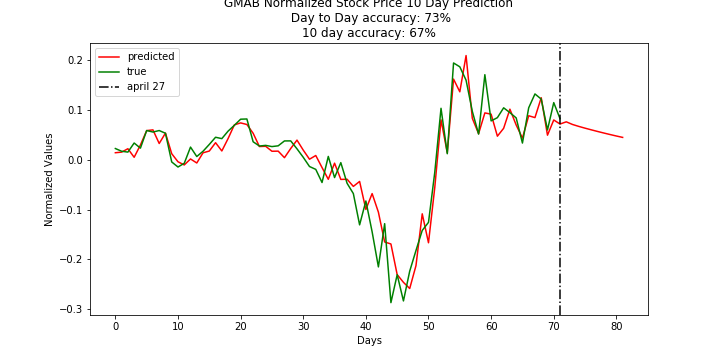 GMAB Normalized Stock Price 10 Day Prediction
Day to Day accuracy: 73%
10 day accuracy: 67%
predicted
true
april 27
Normalized Values
0.2
0.1
0.0
−0.1
−0.2
−0.3
0 10 20 30 40 50 60 70 80
Days